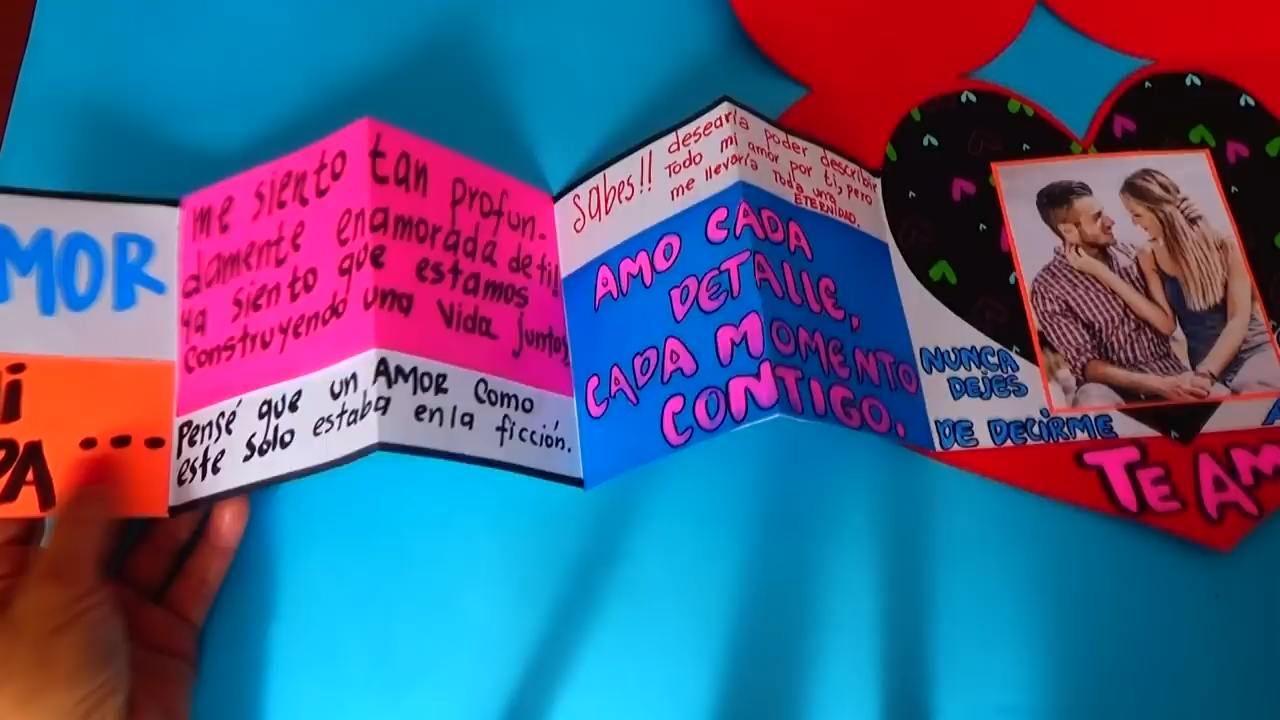 MOR
me siento tan profun-
damente enamorada de ti!
ya siento que estamos
Construyendo una Vida juntos,
Pensé que un AMOR Como
este solo estaba en la ficción.
Sabes!! desearía poder describir
Todo mi amor por ti, pero
me llevaría Toda una
ETERNIDAD.
AMO CADA
DETALLE,
CADA MOMENTO
CONTIGO.
NUNCA
DEJES
DE DECIRME
TE AM